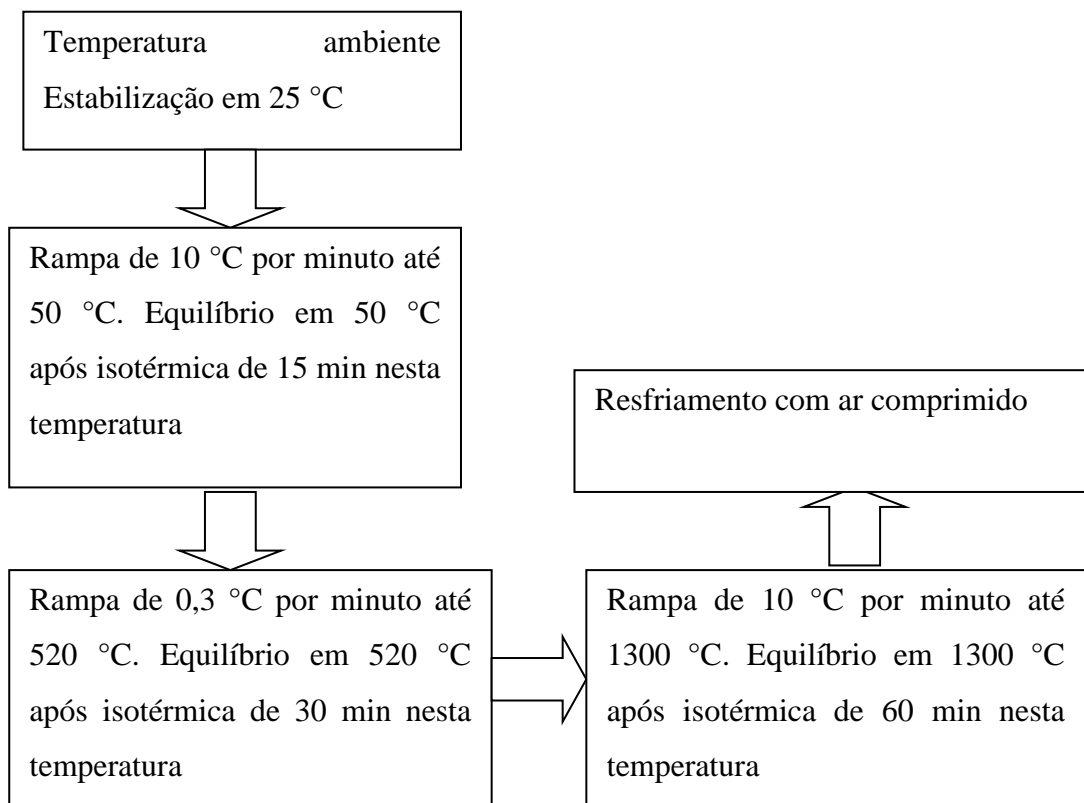 Temperatura ambiente
Estabilização em 25 °C
Rampa de 10 °C por minuto até
50 °C. Equilíbrio em 50 °C
após isotérmica de 15 min nesta
temperatura
Rampa de 0,3 °C por minuto até
520 °C. Equilíbrio em 520 °C
após isotérmica de 30 min nesta
temperatura
Rampa de 10 °C por minuto até
1300 °C. Equilíbrio em 1300 °C
após isotérmica de 60 min nesta
temperatura
Resfriamento com ar comprimido